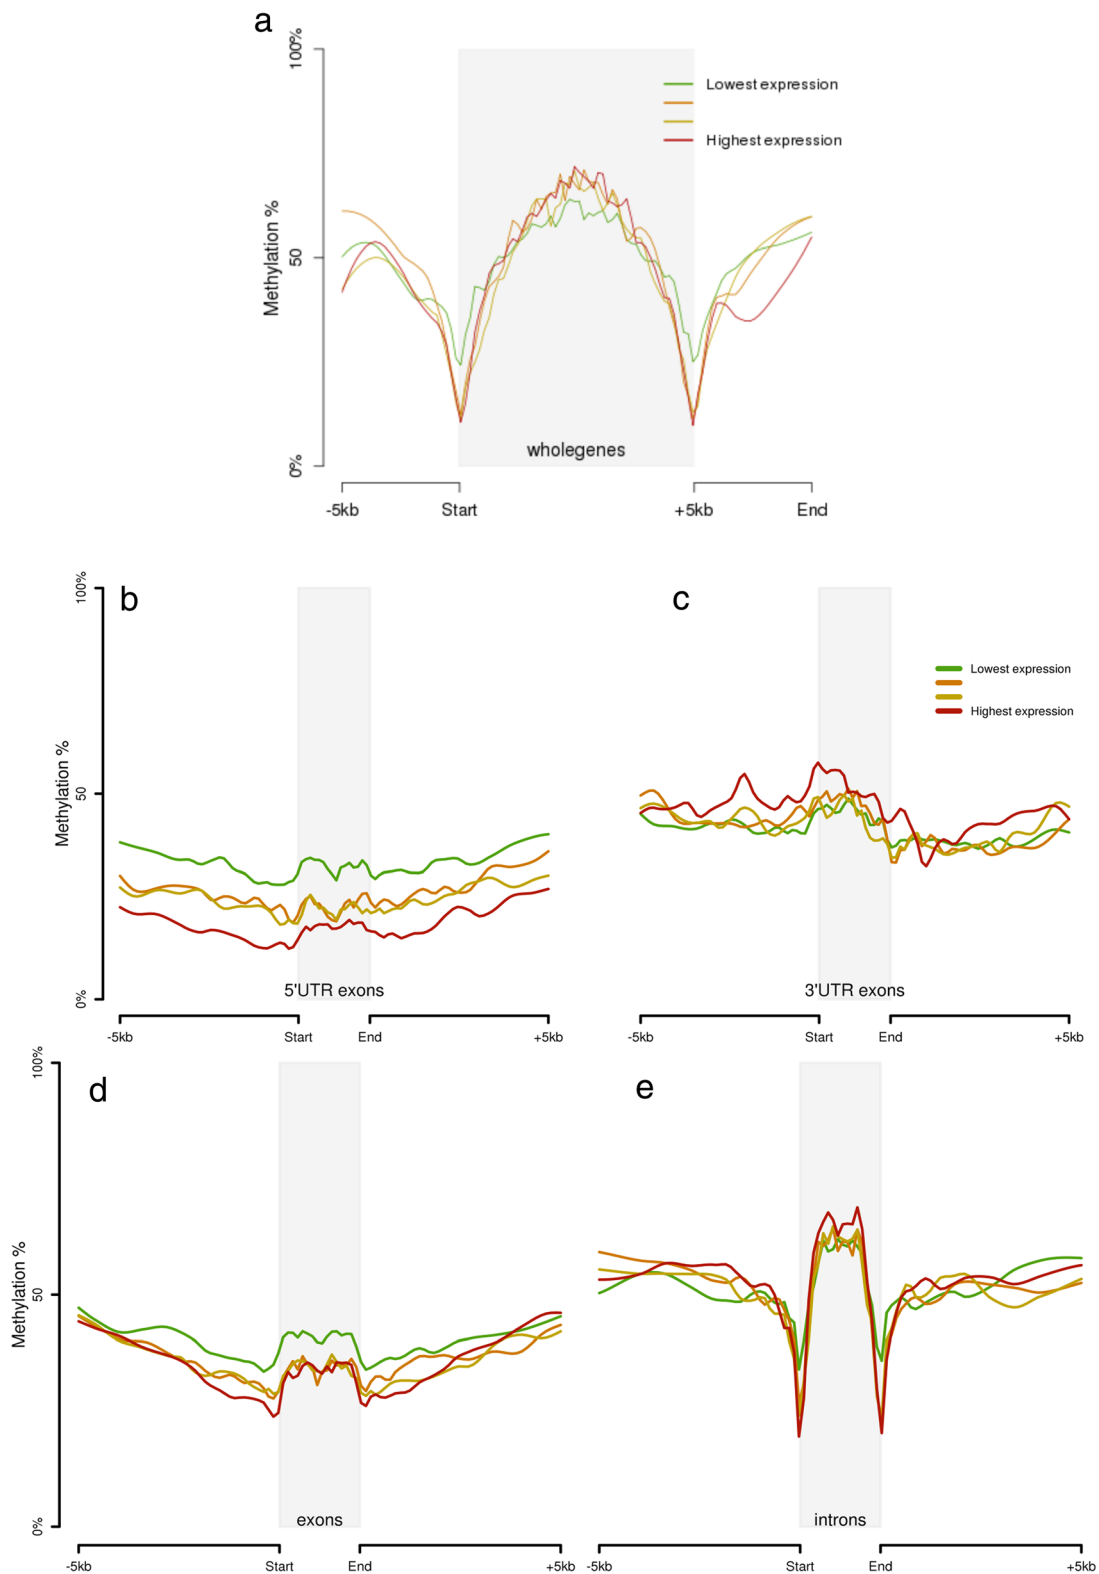 a
100%
Lowest expression
Highest expression
Methylation %
50
0%
wholegenes
-5kb Start +5kb End
b
c
100%
Lowest expression
Highest expression
Methylation %
50
0%
5'UTR exons
3'UTR exons
-5kb Start End +5kb
-5kb Start End +5kb
d
e
100%
Methylation %
50
0%
exons
introns
-5kb Start End +5kb
-5kb Start End +5kb